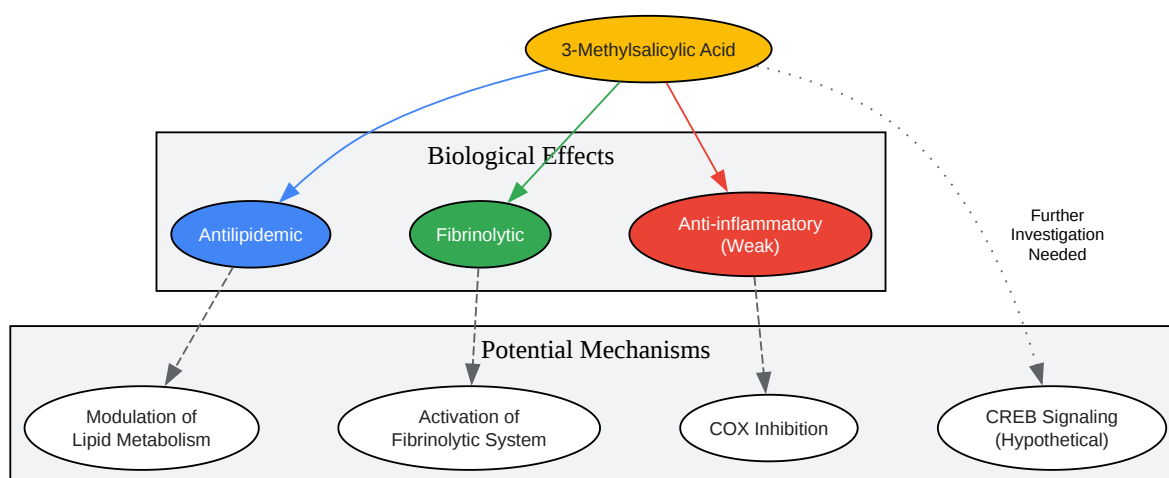 3-Methylsalicylic Acid
Biological Effects
Antilipidemic
Fibrinolytic
Anti-inflammatory
(Weak)
Further
Investigation
Needed
Potential Mechanisms
Modulation of
Lipid Metabolism
Activation of
Fibrinolytic System
COX Inhibition
CREB Signaling
(Hypothetical)